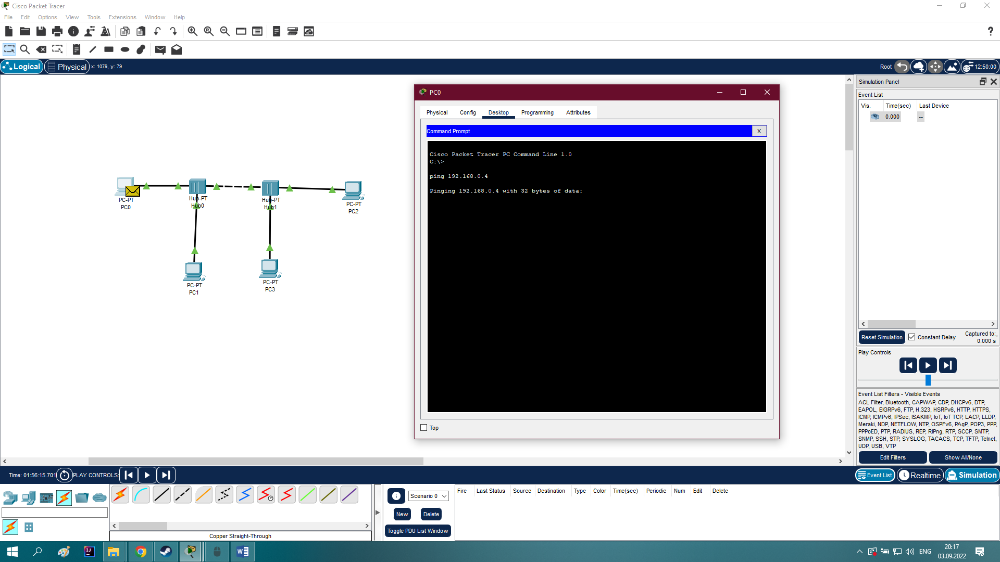 Cisco Packet Tracer
File Edit Options View Tools Extensions Window Help
Logical Physical x: 1079, y: 79 Root 12:50:00
PC-PT
PC0
Hub-PT
Hub0
Hub-PT
Hub1
PC-PT
PC2
PC-PT
PC1
PC-PT
PC3
PC0
Physical Config Desktop Programming Attributes
Command Prompt X
Cisco Packet Tracer PC Command Line 1.0
C:\>
ping 192.168.0.4
Pinging 192.168.0.4 with 32 bytes of data:
Top
Simulation Panel
Event List
Vis. Time(sec) Last Device
0.000 --
Reset Simulation Constant Delay Captured to:
0.000 s
Play Controls
Event List Filters - Visible Events
ACL Filter, Bluetooth, CAPWAP, CDP, DHCPv6, DTP,
EAPOL, EIGRPv6, FTP, H.323, HSRPv6, HTTP, HTTPS,
ICMP, ICMPv6, IPSec, ISAKMP, IoT, IoT TCP, LACP, LLDP,
Meraki, NDP, NETFLOW, NTP, OSPFv6, PAgP, POP3, PPP,
PPPoED, PTP, RADIUS, REP, RIPng, RTP, SCCP, SMTP,
SNMP, SSH, STP, SYSLOG, TACACS, TCP, TFTP, Telnet,
UDP, USB, VTP
Edit Filters Show All/None
Time: 01:56:15.701 PLAY CONTROLS: Event List Realtime Simulation
Scenario 0
New Delete
Toggle PDU List Window
Fire Last Status Source Destination Type Color Time(sec) Periodic Num Edit Delete
Copper Straight-Through
ENG
20:17
03.09.2022